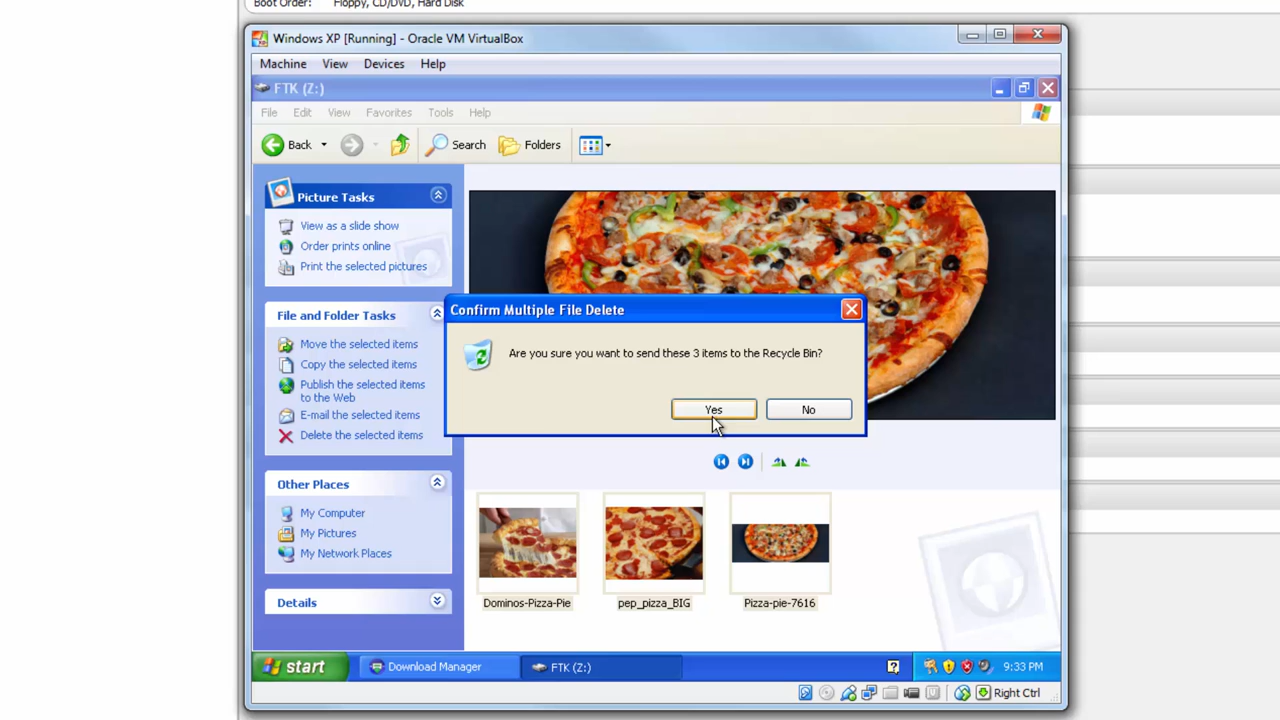 Boot Order: Floppy, CD/DVD, Hard Disk
Windows XP [Running] - Oracle VM VirtualBox
Machine View Devices Help
FTK (Z:)
File Edit View Favorites Tools Help
Back Search Folders
Picture Tasks
View as a slide show
Order prints online
Print the selected pictures
File and Folder Tasks
Move the selected items
Copy the selected items
Publish the selected items
to the Web
E-mail the selected items
Delete the selected items
Other Places
My Computer
My Pictures
My Network Places
Details
Confirm Multiple File Delete
Are you sure you want to send these 3 items to the Recycle Bin?
Yes No
Dominos-Pizza-Pie pep_pizza_BIG Pizza-pie-7616
start Download Manager FTK (Z:) 9:33 PM
Right Ctrl